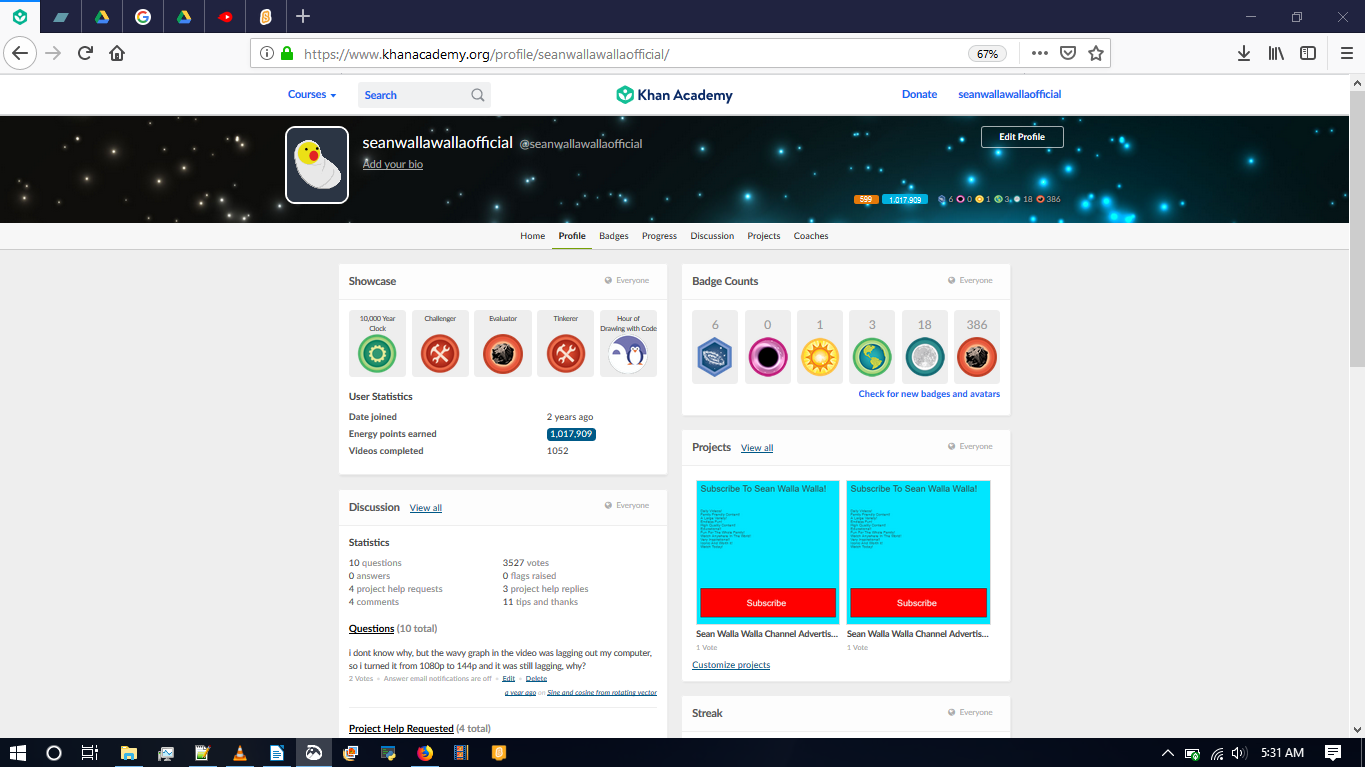 https://www.khanacademy.org/profile/seanwallawallaofficial/
67%
Courses
Search
Khan Academy
Donate
seanwallawallaofficial
seanwallawallaofficial @seanwallawallaofficial
Add your bio
Edit Profile
599 1,017,909 6 0 1 3 18 386
Home Profile Badges Progress Discussion Projects Coaches
Showcase Everyone
10,000 Year
Clock
Challenger
Evaluator
Tinkerer
Hour of
Drawing with Code
User Statistics
Date joined 2 years ago
Energy points earned 1,017,909
Videos completed 1052
Badge Counts Everyone
6 0 1 3 18 386
Check for new badges and avatars
Projects View all Everyone
Subscribe To Sean Walla Walla!
Subscribe
Sean Walla Walla Channel Advertis...
1 Vote
Subscribe To Sean Walla Walla!
Subscribe
Sean Walla Walla Channel Advertis...
1 Vote
Customize projects
Discussion View all Everyone
Statistics
10 questions 3527 votes
0 answers 0 flags raised
4 project help requests 3 project help replies
4 comments 11 tips and thanks
Questions (10 total)
i dont know why, but the wavy graph in the video was lagging out my computer,
so i turned it from 1080p to 144p and it was still lagging, why?
2 Votes • Answer email notifications are off • Edit • Delete
a year ago on Sine and cosine from rotating vector
Project Help Requested (4 total)
Streak Everyone
5:31 AM